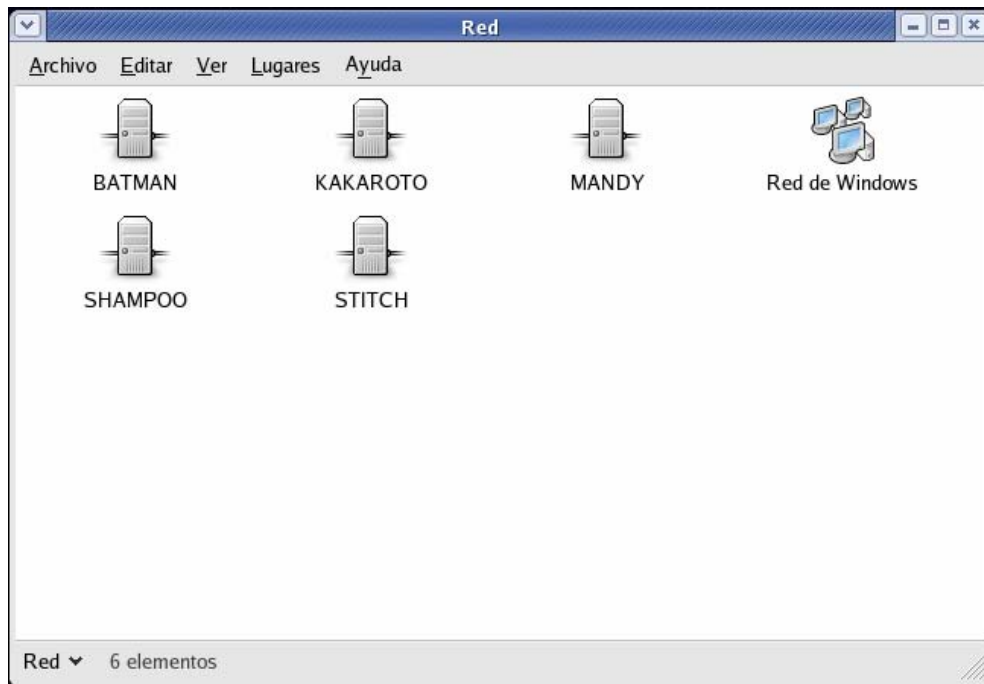 Red
Archivo Editar Ver Lugares Ayuda
BATMAN KAKAROTO MANDY Red de Windows
SHAMPOO STITCH
Red 6 elementos